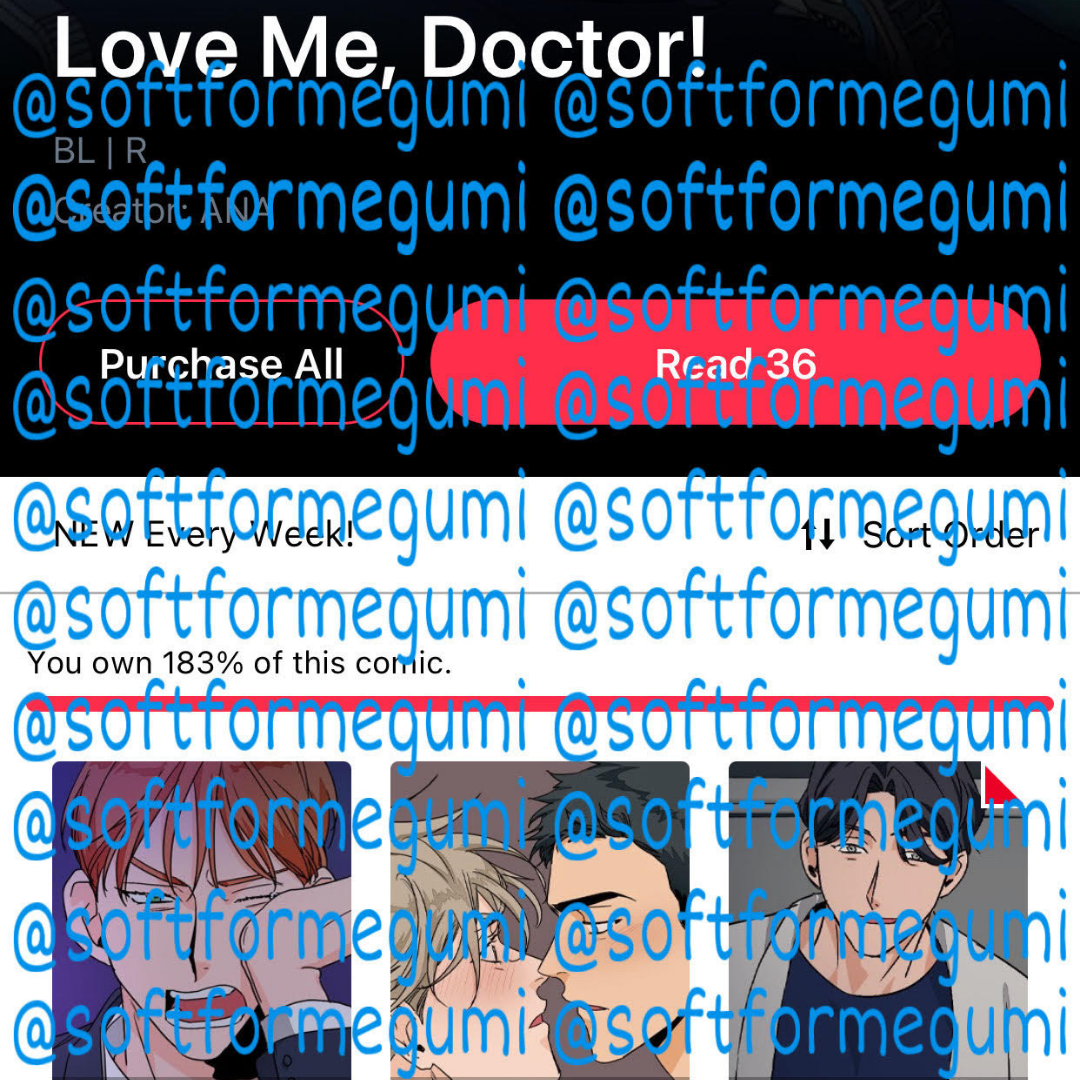 Love Me, Doctor!
@softformegumi @softformegumi
BL | R
@softformegumi @softformegumi
Creator: ANA
@softformegumi @softformegumi
Purchase All
Read 36
@softformegumi @softformegumi
@softformegumi @softformegumi
NEW Every Week!
Sort Order
@softformegumi @softformegumi
You own 183% of this comic.
@softformegumi @softformegumi
@softformegumi @softformegumi
@softformegumi @softformegumi
@softformegumi @softformegumi